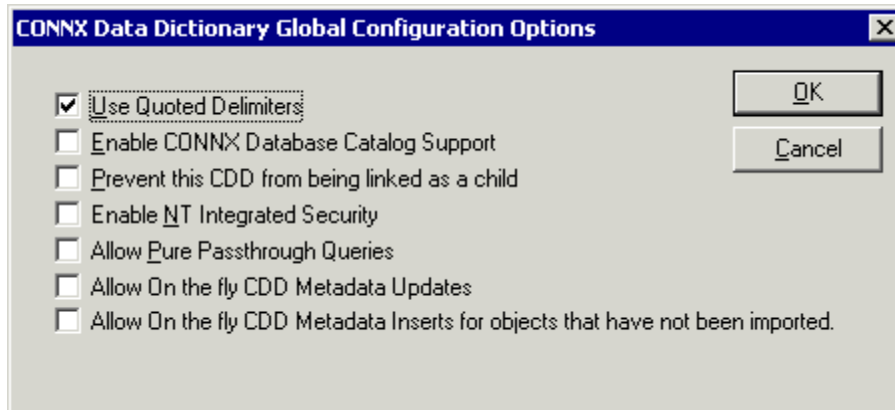 CONNX Data Dictionary Global Configuration Options
Use Quoted Delimiters
OK
Enable CONNX Database Catalog Support
Cancel
Prevent this CDD from being linked as a child
Enable NT Integrated Security
Allow Pure Passthrough Queries
Allow On the fly CDD Metadata Updates
Allow On the fly CDD Metadata Inserts for objects that have not been imported.